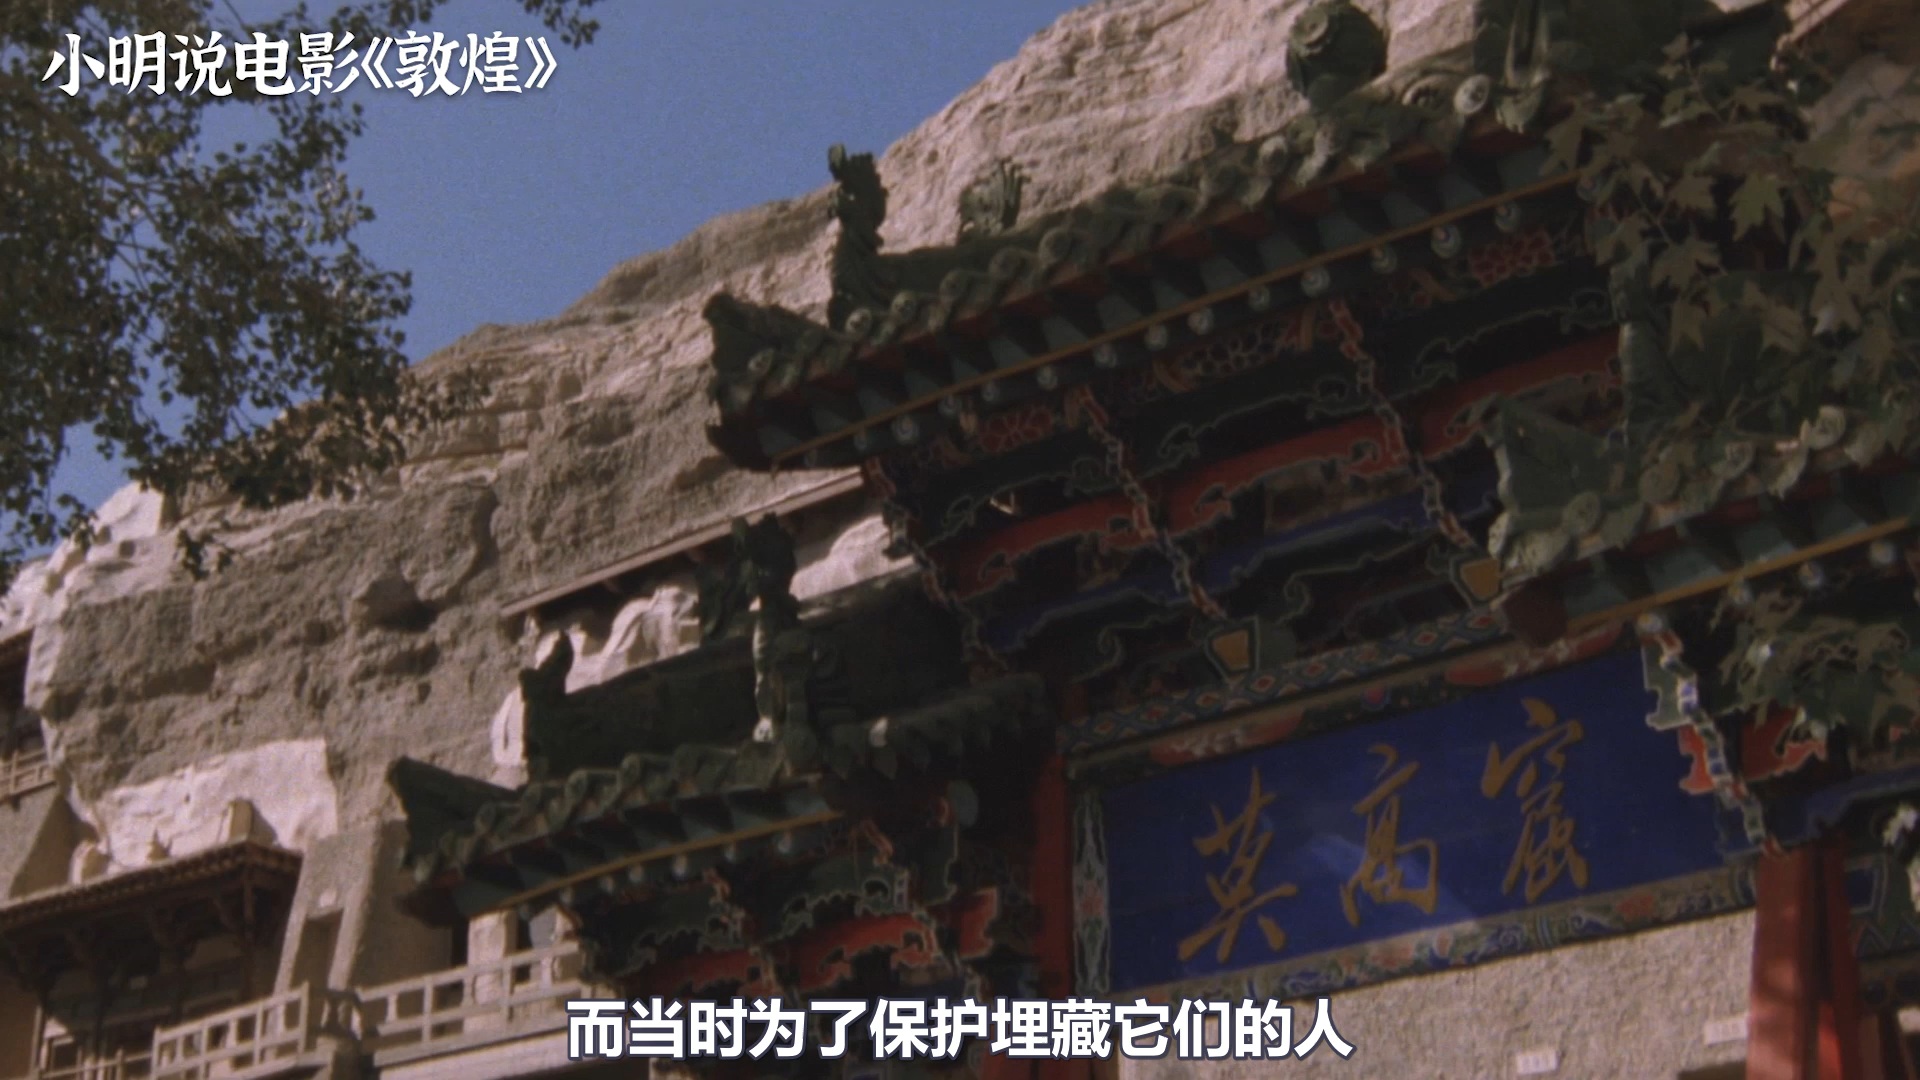 小明说电影《敦煌》
莫高窟
而当时为了保护埋藏它们的人